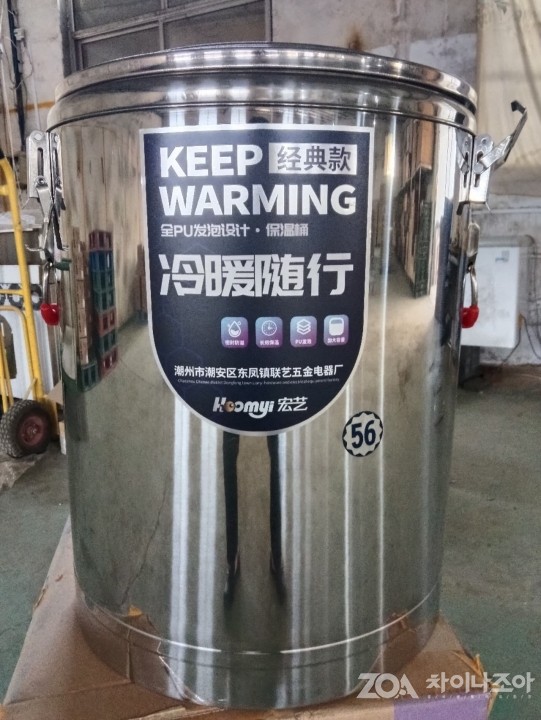 KEEP 经典款
WARMING
全PU发泡设计·保温桶
冷暖随行
潮州市潮安区东凤镇联艺五金电器厂
Hoomyi 宏艺
56
ZOA 차이나조아